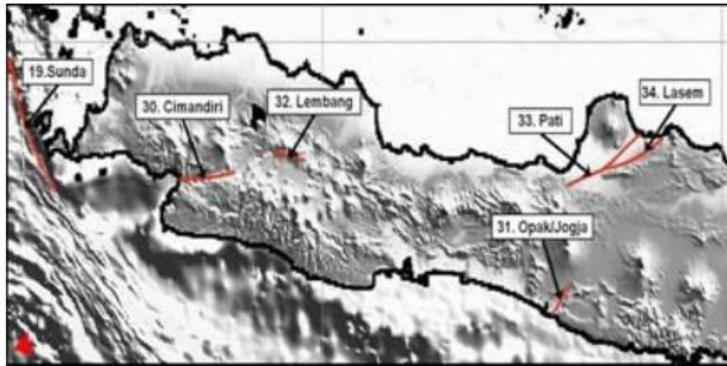 19.Sunda
30. Cimandiri
32. Lembang
33. Pati
34. Lasem
31. Opak/Jogja